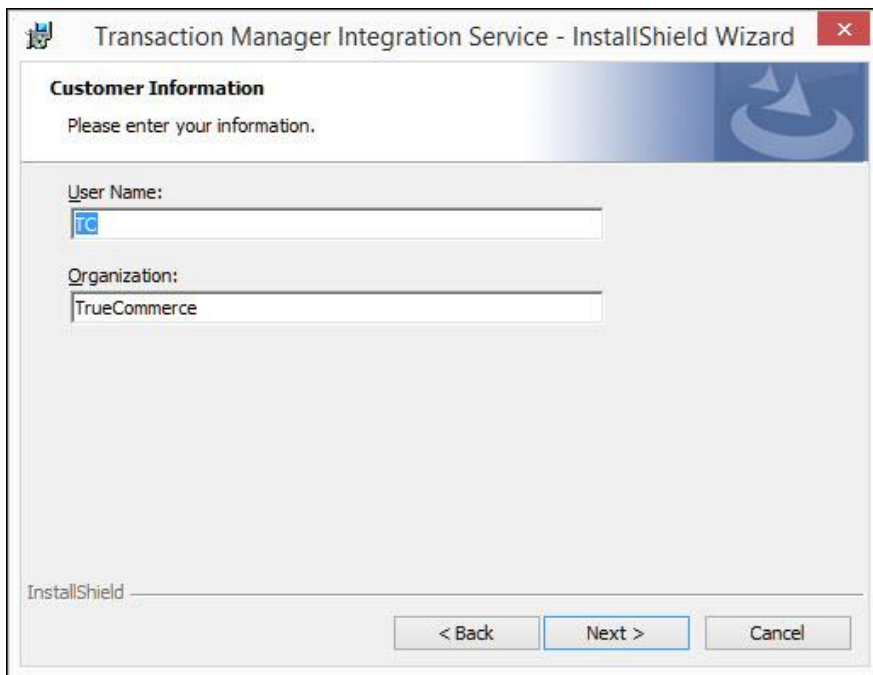 Transaction Manager Integration Service - InstallShield Wizard
Customer Information
Please enter your information.
User Name:
TC
Organization:
TrueCommerce
InstallShield
< Back Next > Cancel